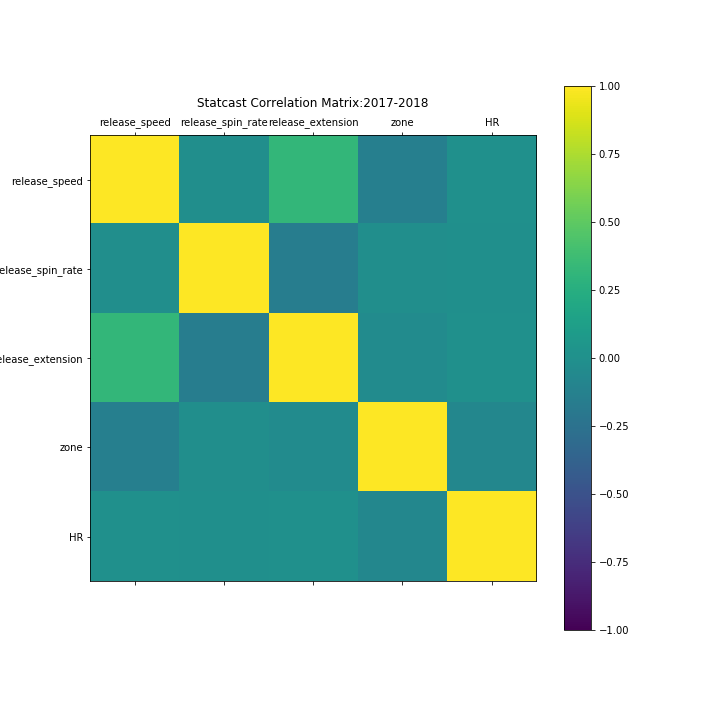 Statcast Correlation Matrix:2017-2018
release_speed release_spin_rate release_extension zone HR
release_speed
elease_spin_rate
elease_extension
zone
HR
1.00
0.75
0.50
0.25
0.00
−0.25
−0.50
−0.75
−1.00